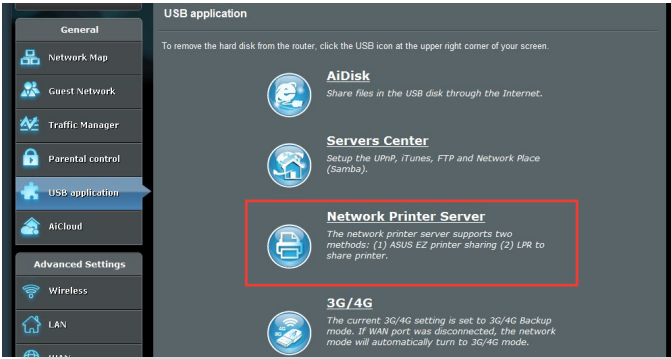 USB application
General
To remove the hard disk from the router, click the USB icon at the upper right corner of your screen.
Network Map
Guest Network
Traffic Manager
Parental control
USB application
AiCloud
Advanced Settings
Wireless
LAN
AiDisk
Share files in the USB disk through the Internet.
Servers Center
Setup the UPnP, iTunes, FTP and Network Place
(Samba).
Network Printer Server
The network printer server supports two
methods: (1) ASUS EZ printer sharing (2) LPR to
share printer.
3G/4G
The current 3G/4G setting is set to 3G/4G Backup
mode. If WAN port was disconnected, the network
mode will automatically turn to 3G/4G mode.